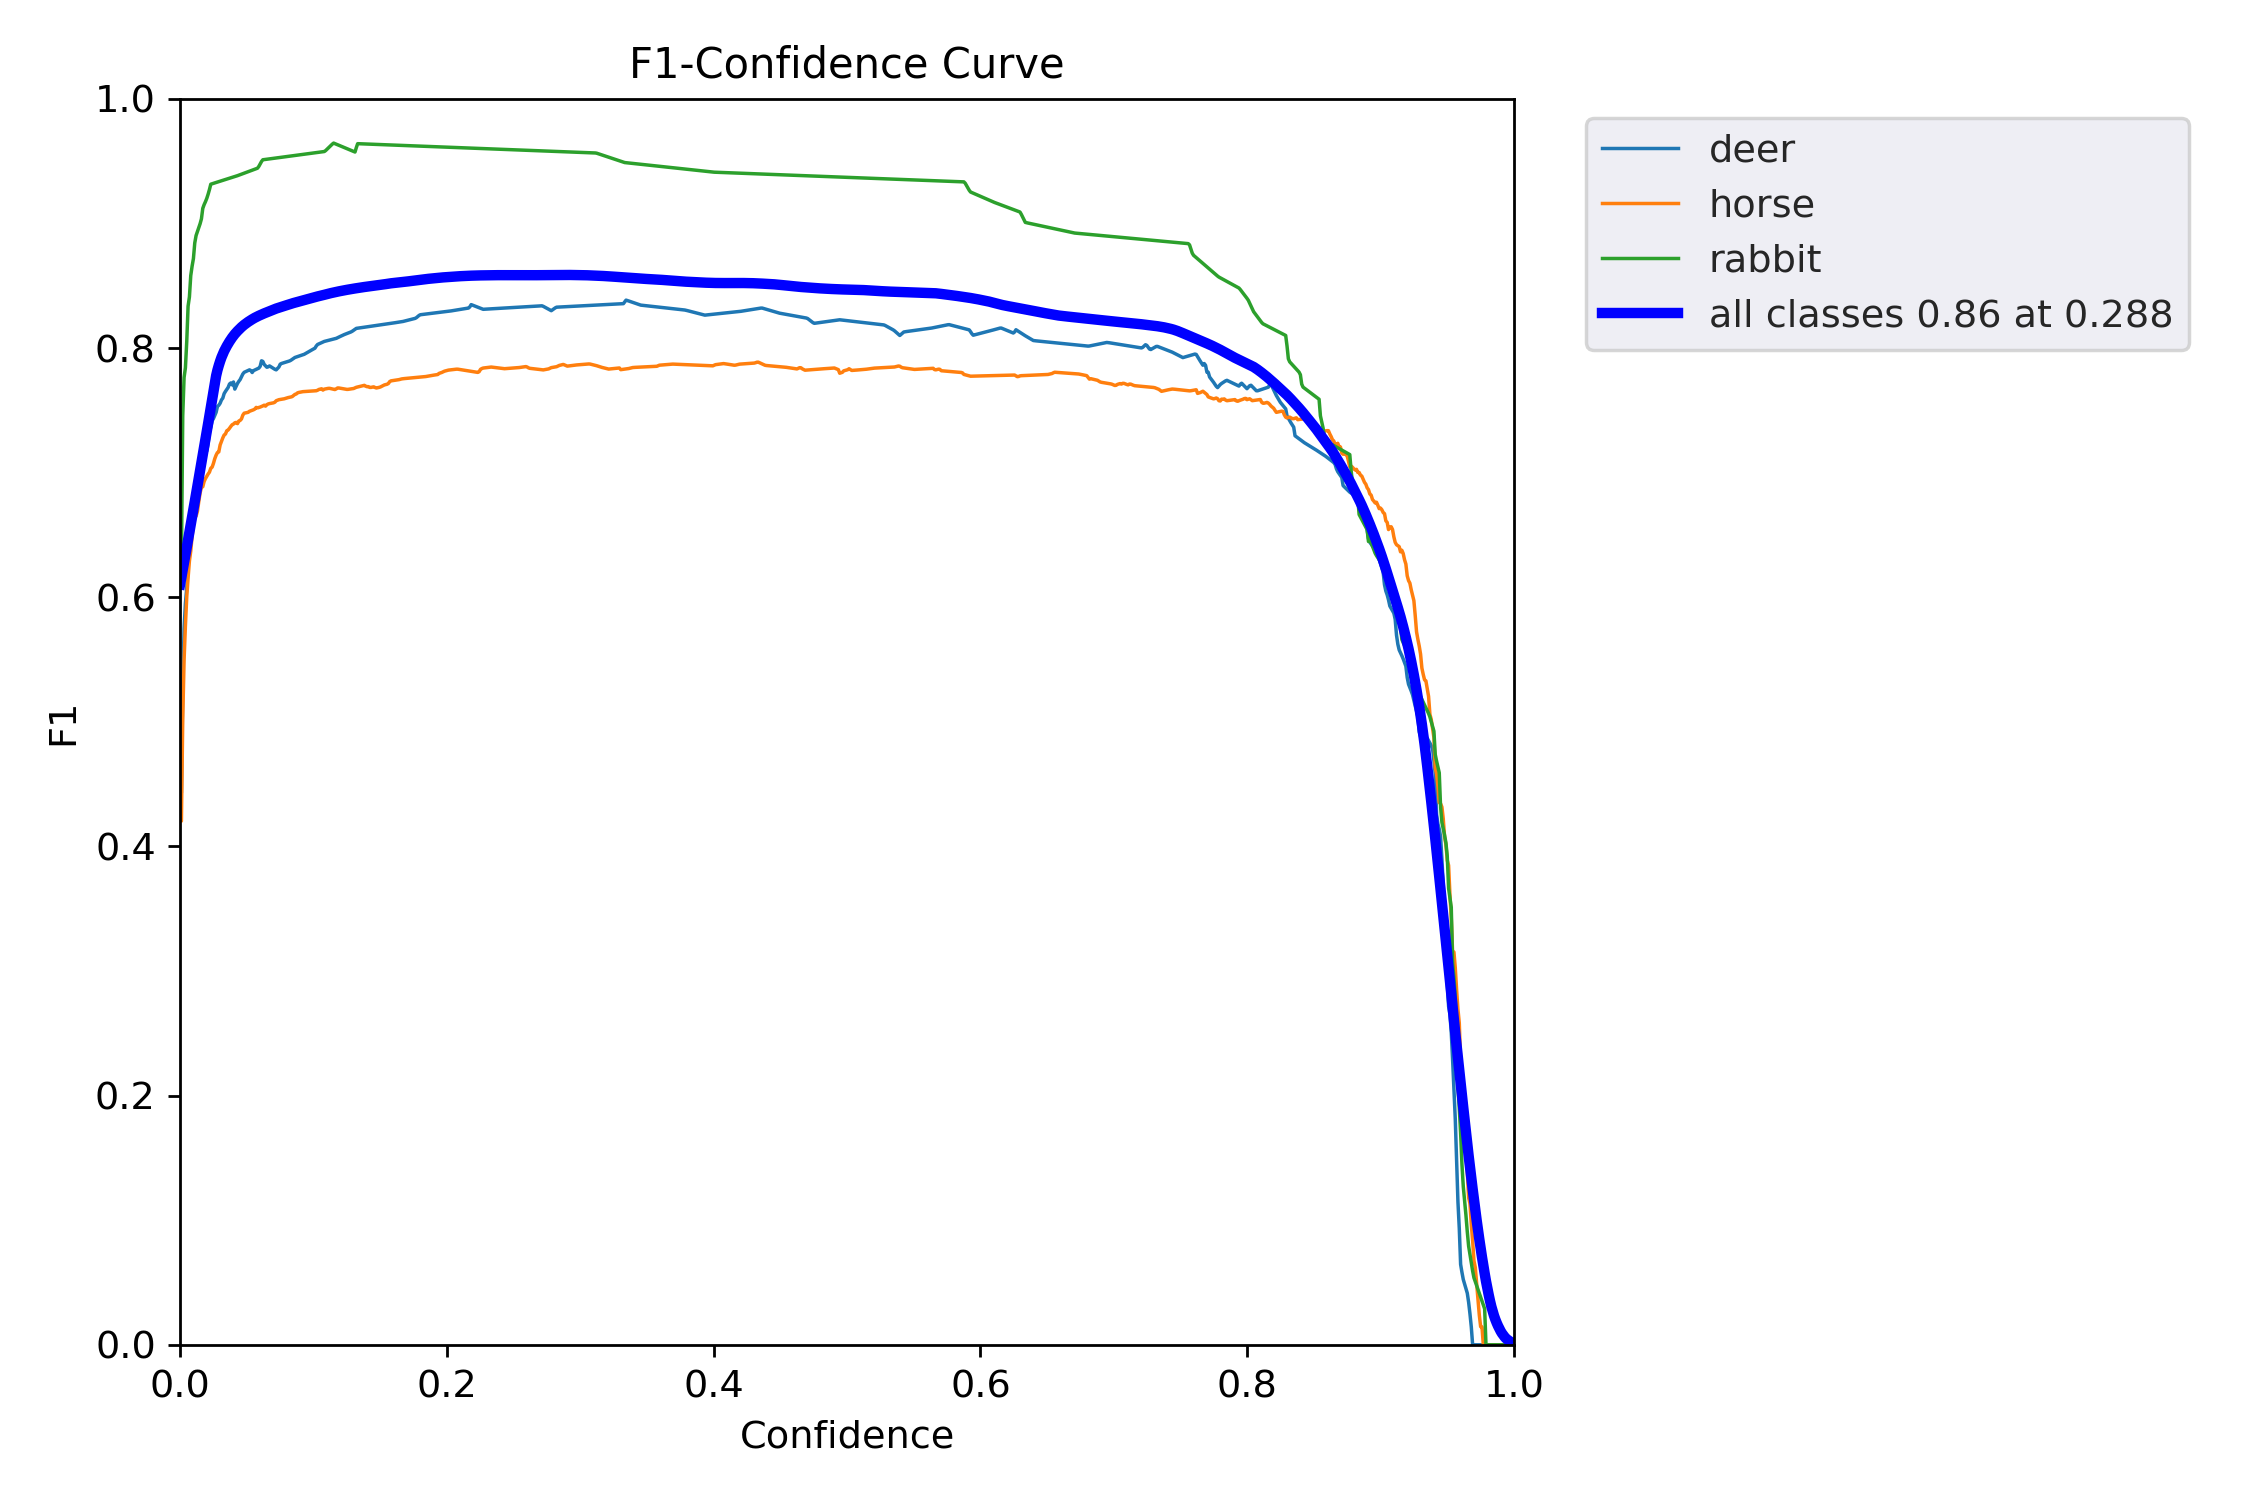 F1-Confidence Curve
1.0
0.8
0.6
0.4
0.2
0.0
F1
0.0 0.2 0.4 0.6 0.8 1.0
Confidence
deer
horse
rabbit
all classes 0.86 at 0.288